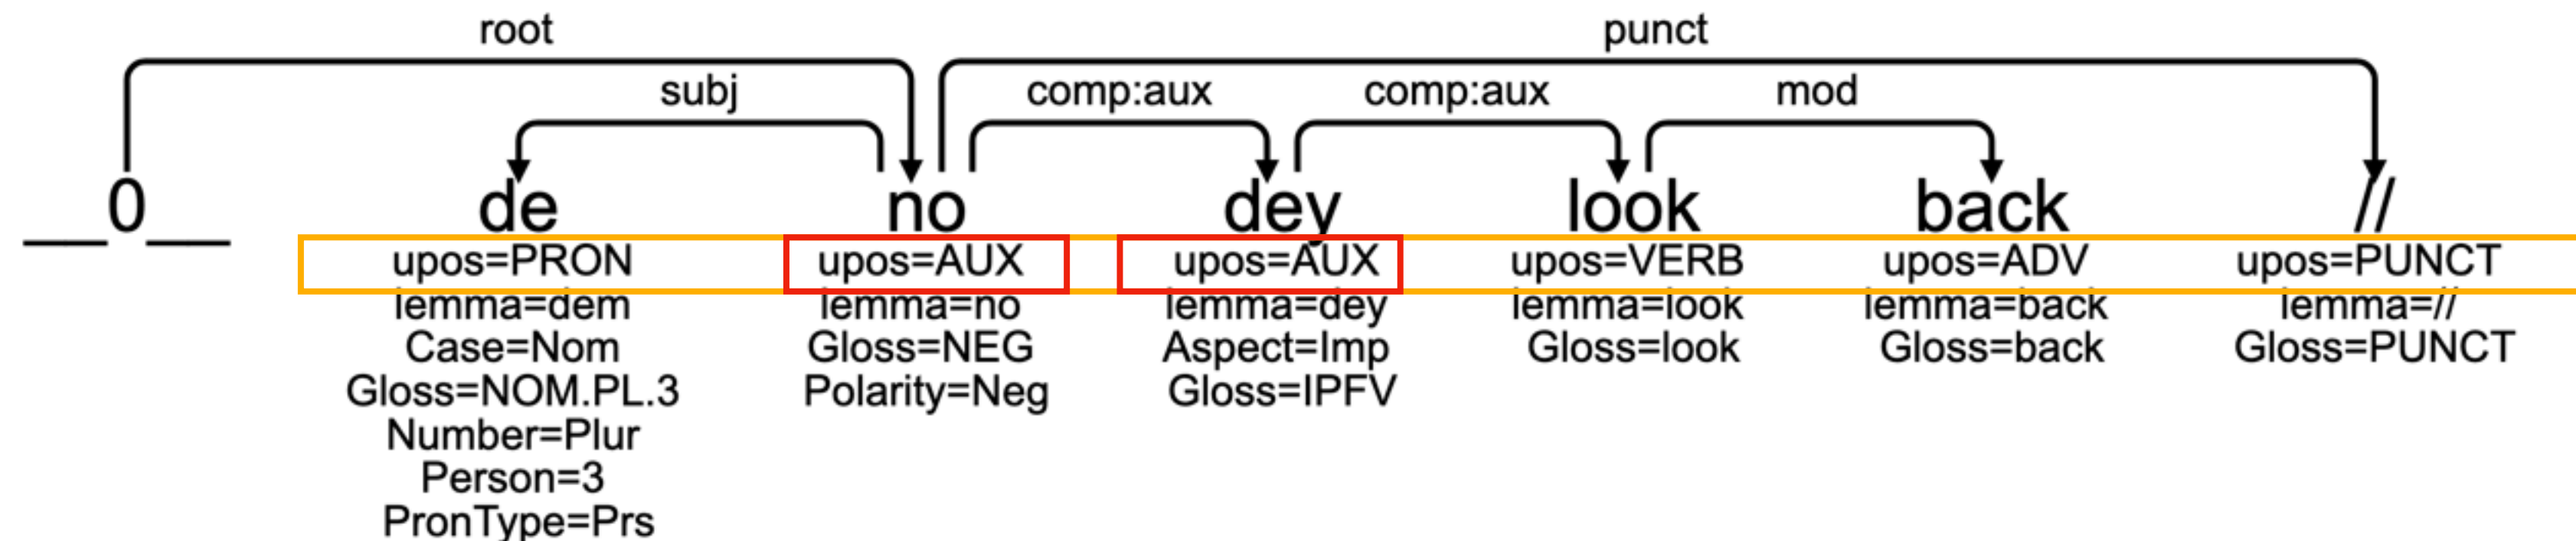 root punct
subj comp:aux comp:aux mod
__0__ de no dey look back //
upos=PRON upos=AUX upos=AUX upos=VERB upos=ADV upos=PUNCT
lemma=dem lemma=no lemma=dey lemma=look lemma=back lemma=//
Case=Nom Gloss=NEG Aspect=Imp Gloss=look Gloss=back Gloss=PUNCT
Gloss=NOM.PL.3 Polarity=Neg Gloss=IPFV
Number=Plur
Person=3
PronType=Prs